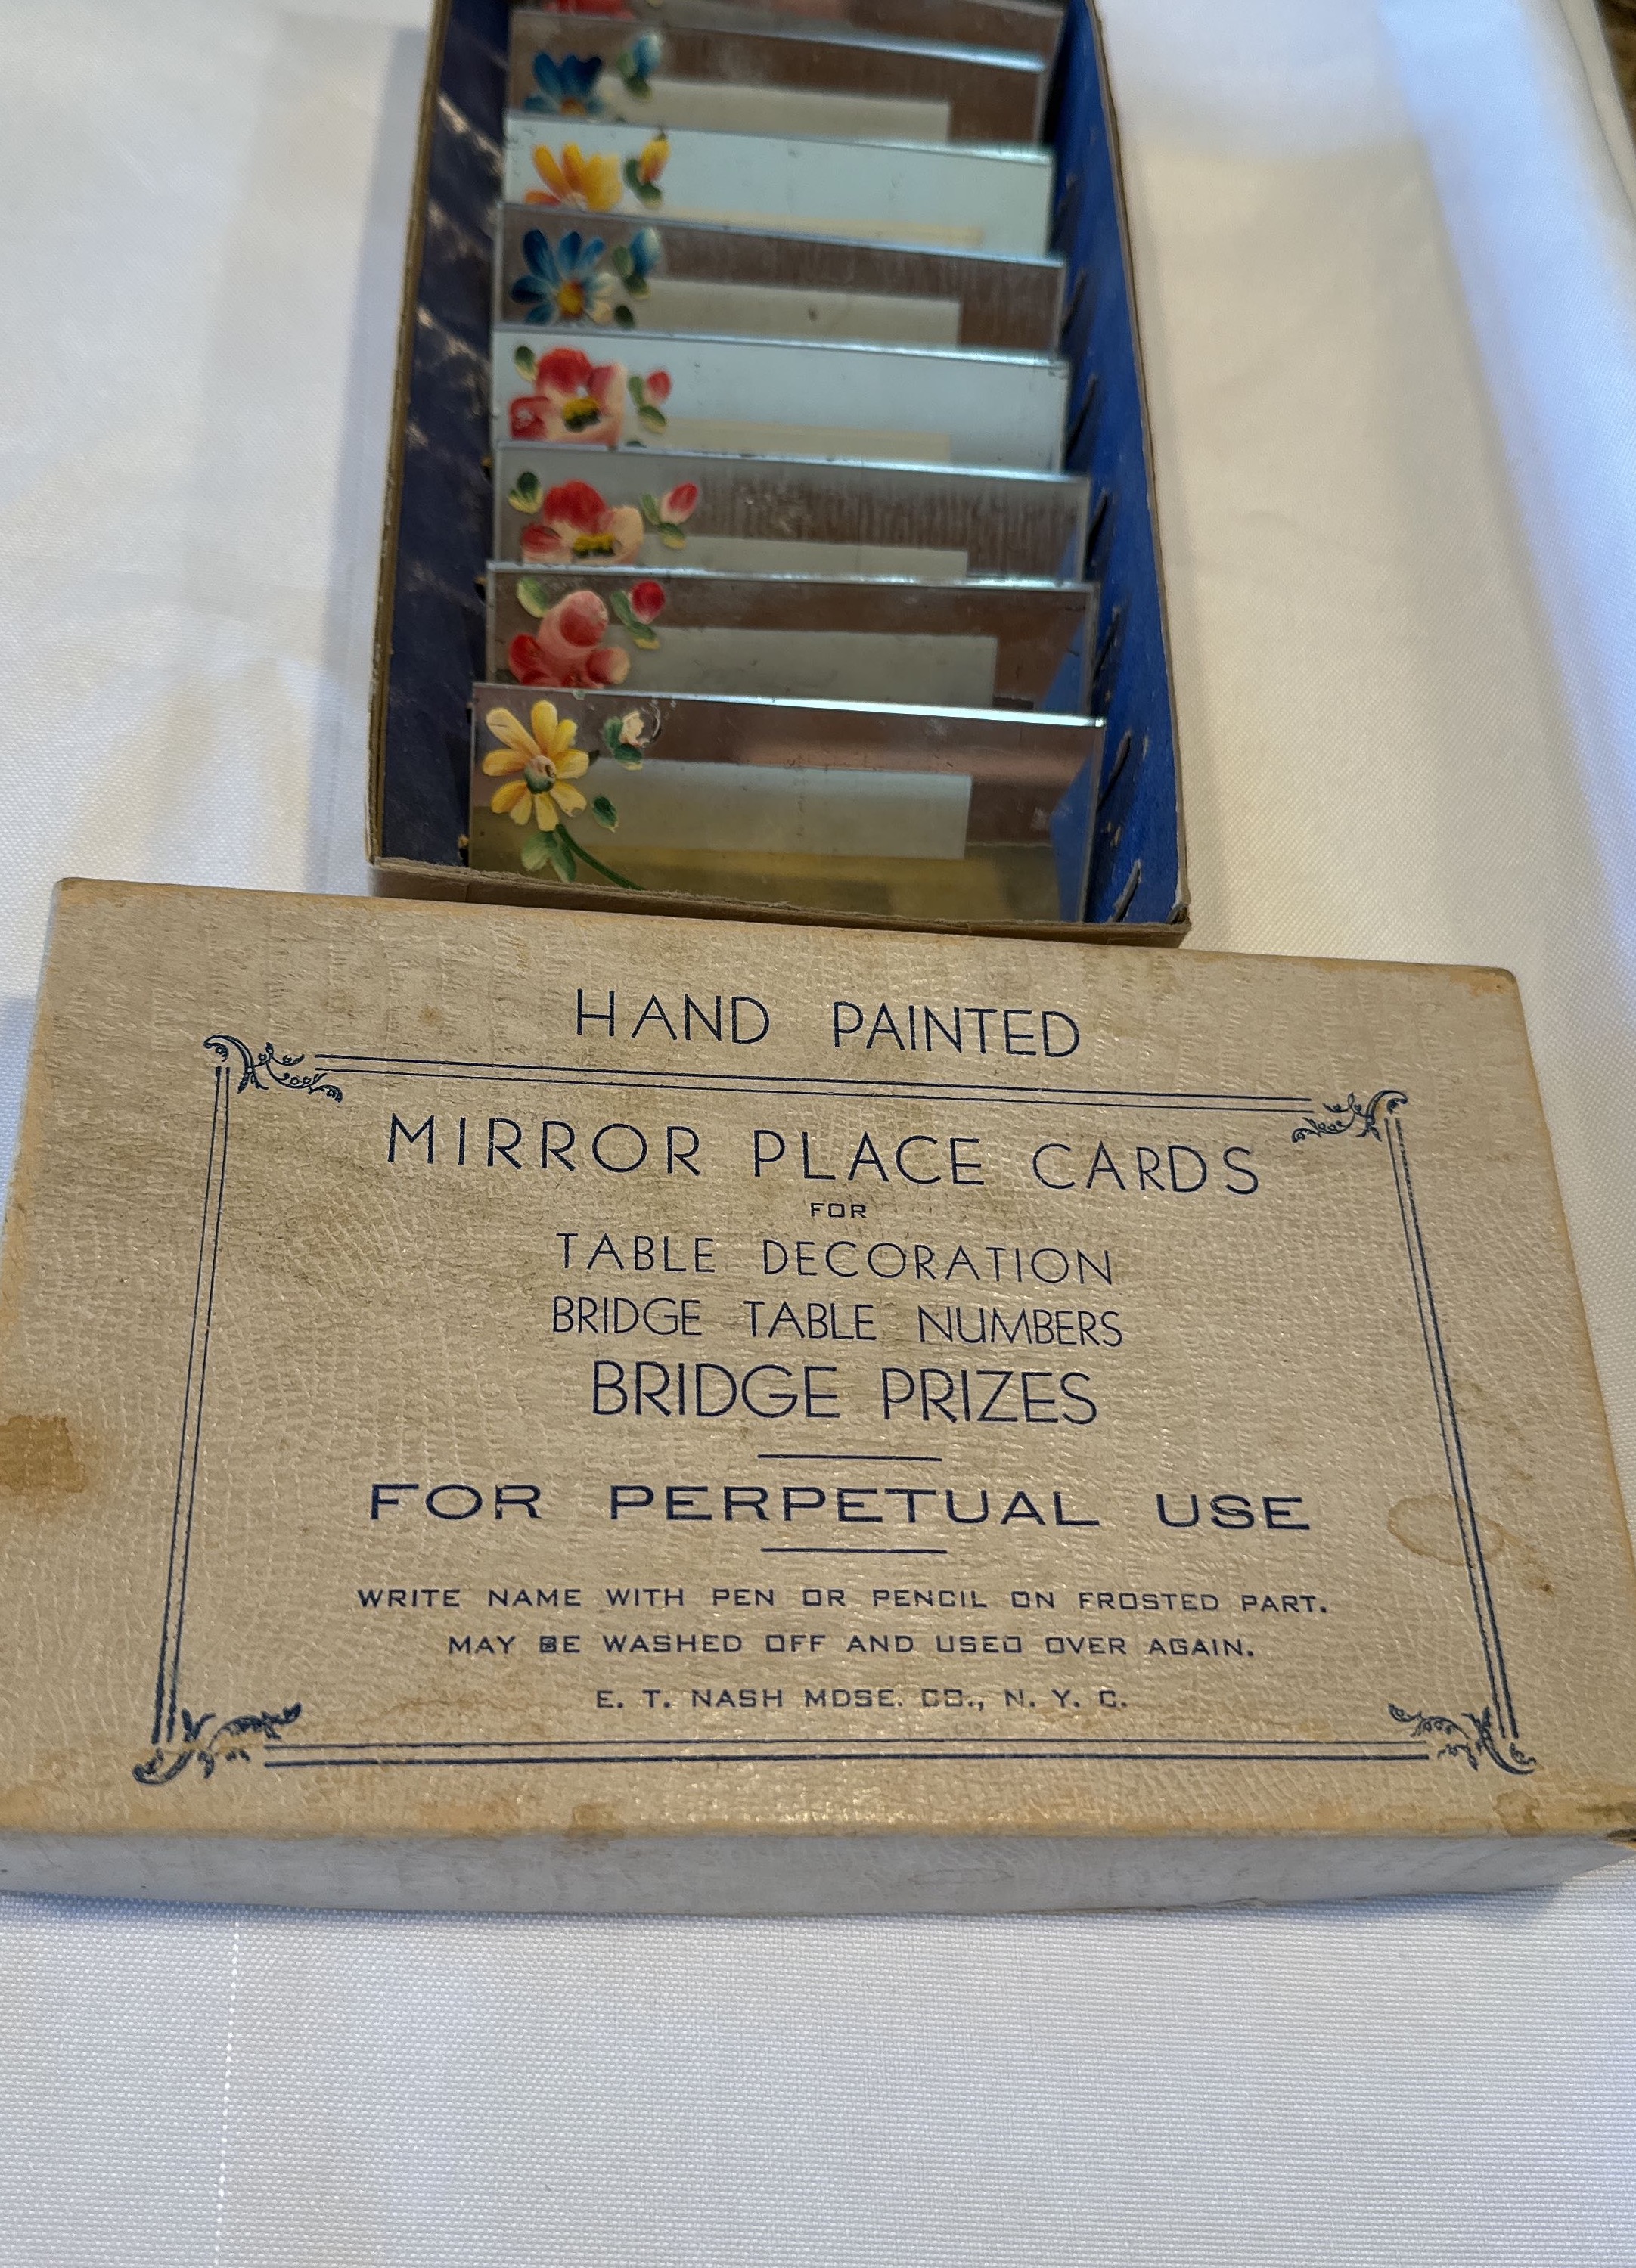 HAND PAINTED
MIRROR PLACE CARDS
FOR
TABLE DECORATION
BRIDGE TABLE NUMBERS
BRIDGE PRIZES
FOR PERPETUAL USE
WRITE NAME WITH PEN OR PENCIL ON FROSTED PART.
MAY BE WASHED OFF AND USED OVER AGAIN.
E. T. NASH MDSE. CO., N. Y. C.